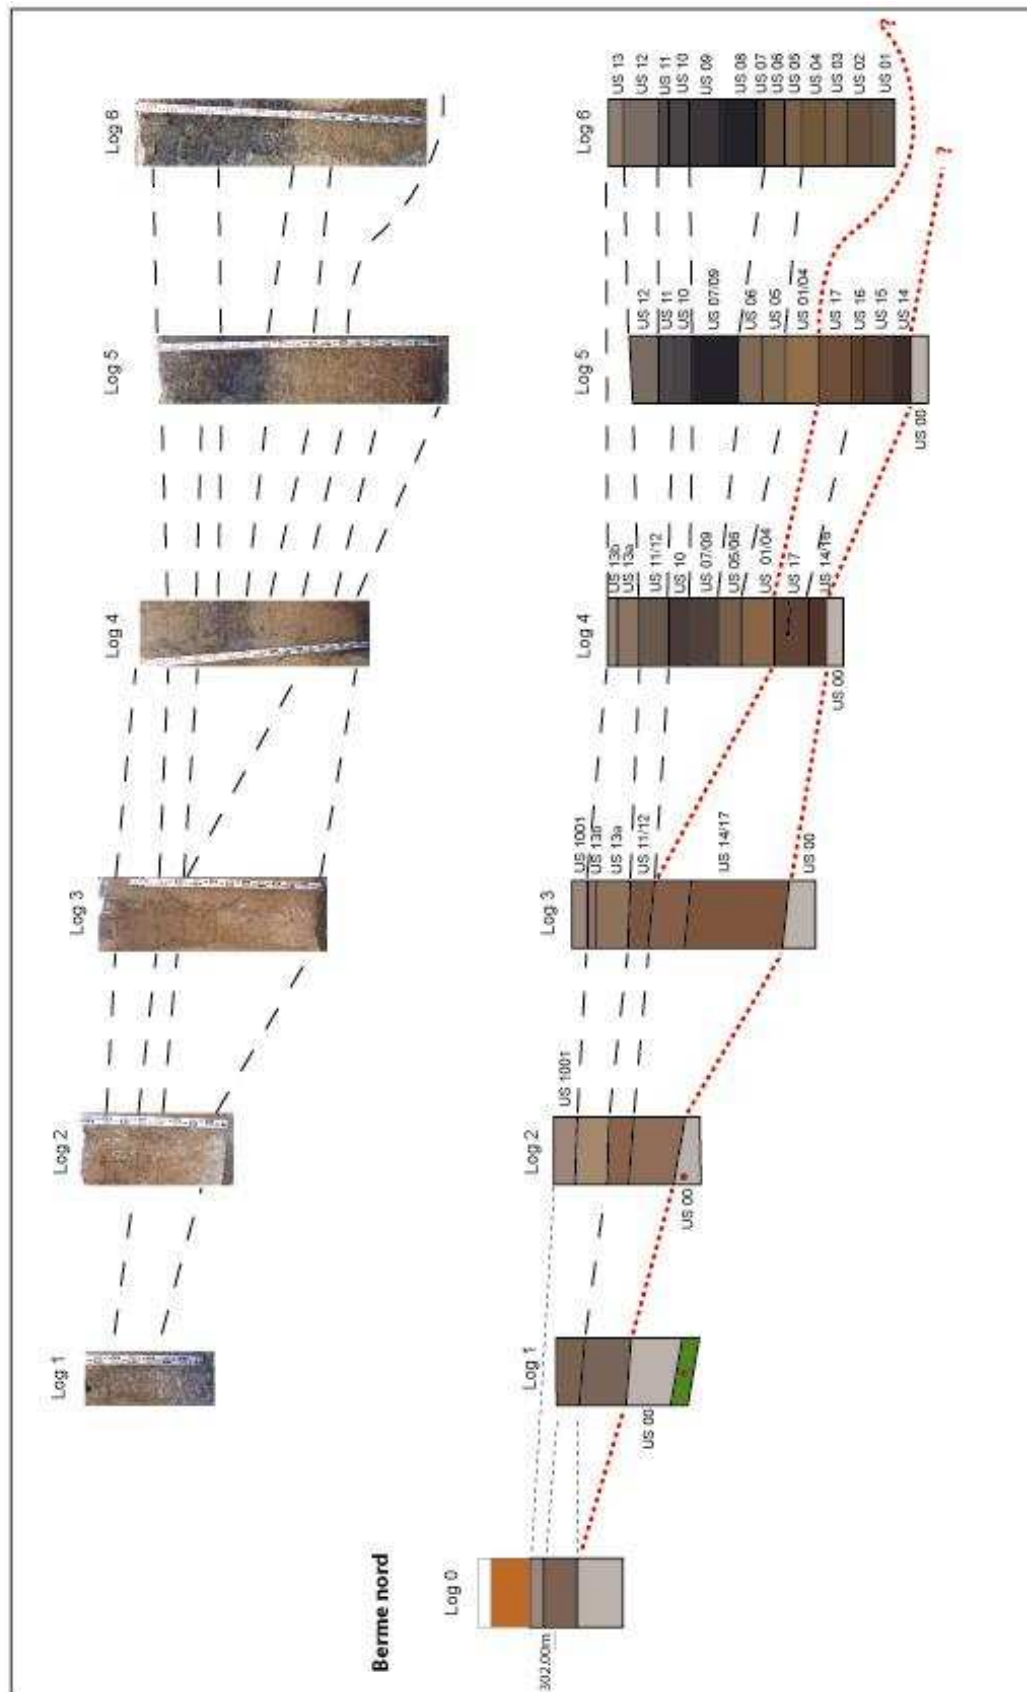 Berme nord
Log 1
Log 2
Log 3
Log 4
Log 5
Log 6
Log 0
302.00m
Log 1
US 00
Log 2
US 1001
US 00
Log 3
US 1001
US 13b
US 13a
US 11/12
US 14/17
US 00
Log 4
US 13b
US 13a
US 11/12
US 10
US 07/09
US 05/06
US 01/04
US 17
US 14/16
US 00
Log 5
US 12
US 11
US 10
US 07/09
US 06
US 05
US 01/04
US 17
US 16
US 15
US 14
US 00
Log 6
US 13
US 12
US 11
US 10
US 09
US 08
US 07
US 06
US 05
US 04
US 03
US 02
US 01
?
?